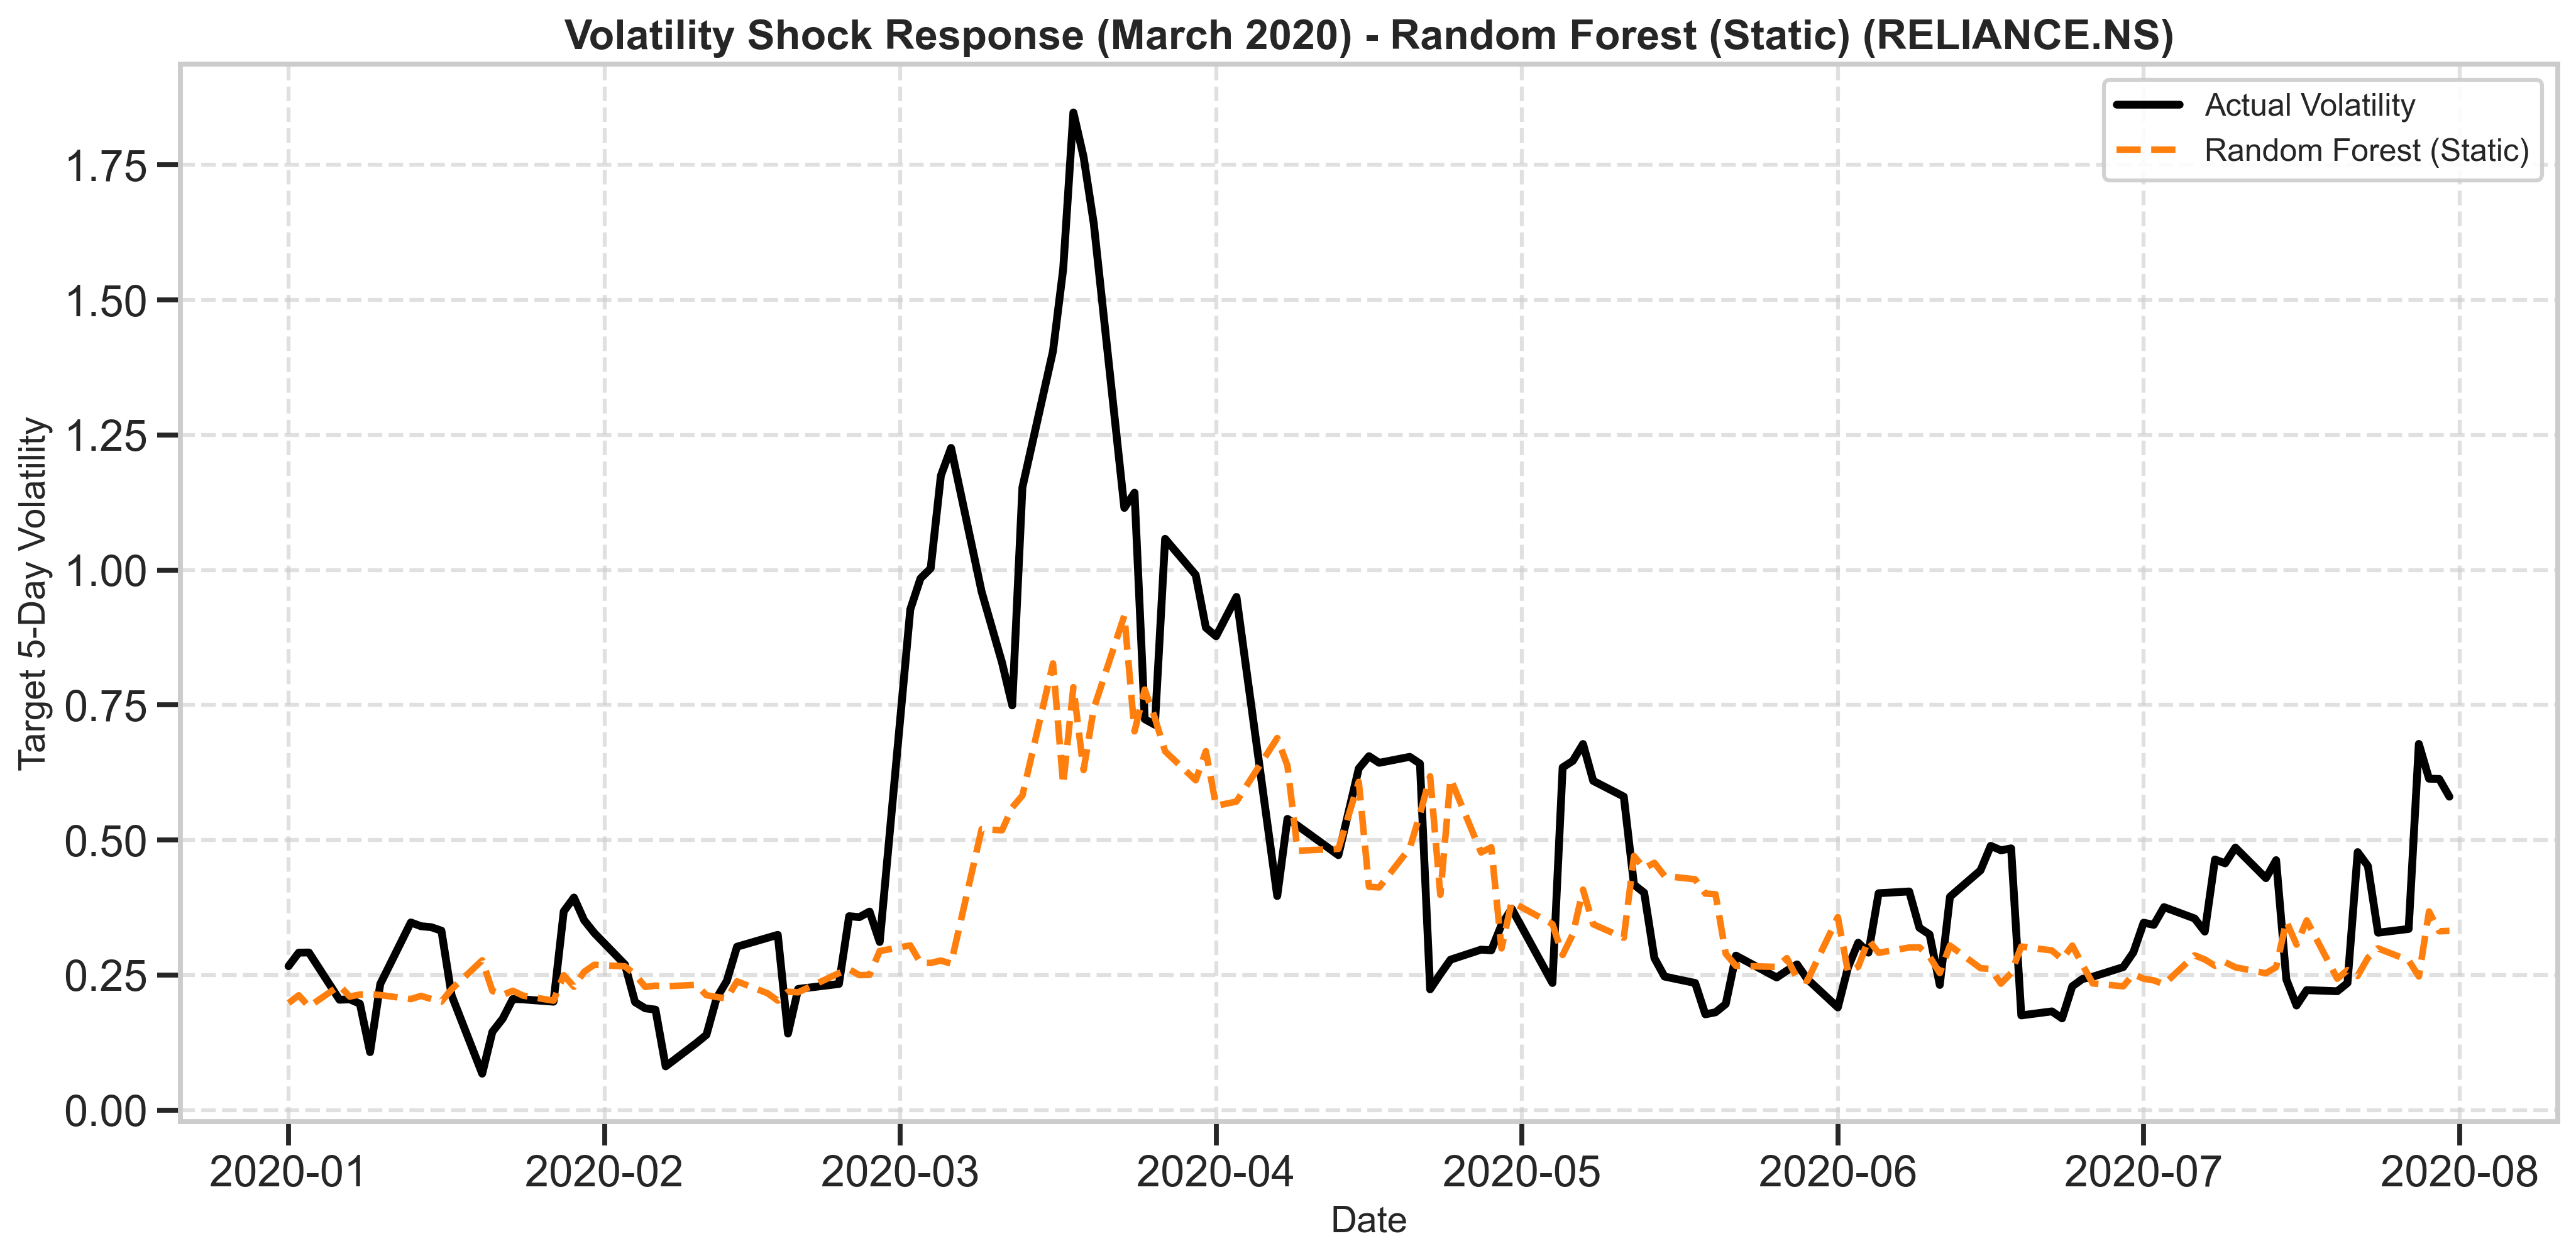 Volatility Shock Response (March 2020) - Random Forest (Static) (RELIANCE.NS)
Actual Volatility
Random Forest (Static)
Target 5-Day Volatility
1.75
1.50
1.25
1.00
0.75
0.50
0.25
0.00
2020-01 2020-02 2020-03 2020-04 2020-05 2020-06 2020-07 2020-08
Date